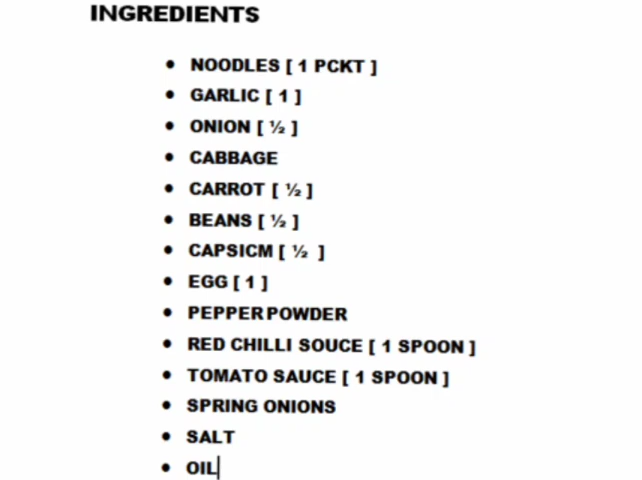 INGREDIENTS
• NOODLES [ 1 PCKT ]
• GARLIC [ 1 ]
• ONION [ ½ ]
• CABBAGE
• CARROT [ ½ ]
• BEANS [ ½ ]
• CAPSICM [ ½ ]
• EGG [ 1 ]
• PEPPER POWDER
• RED CHILLI SOUCE [ 1 SPOON ]
• TOMATO SAUCE [ 1 SPOON ]
• SPRING ONIONS
• SALT
• OIL